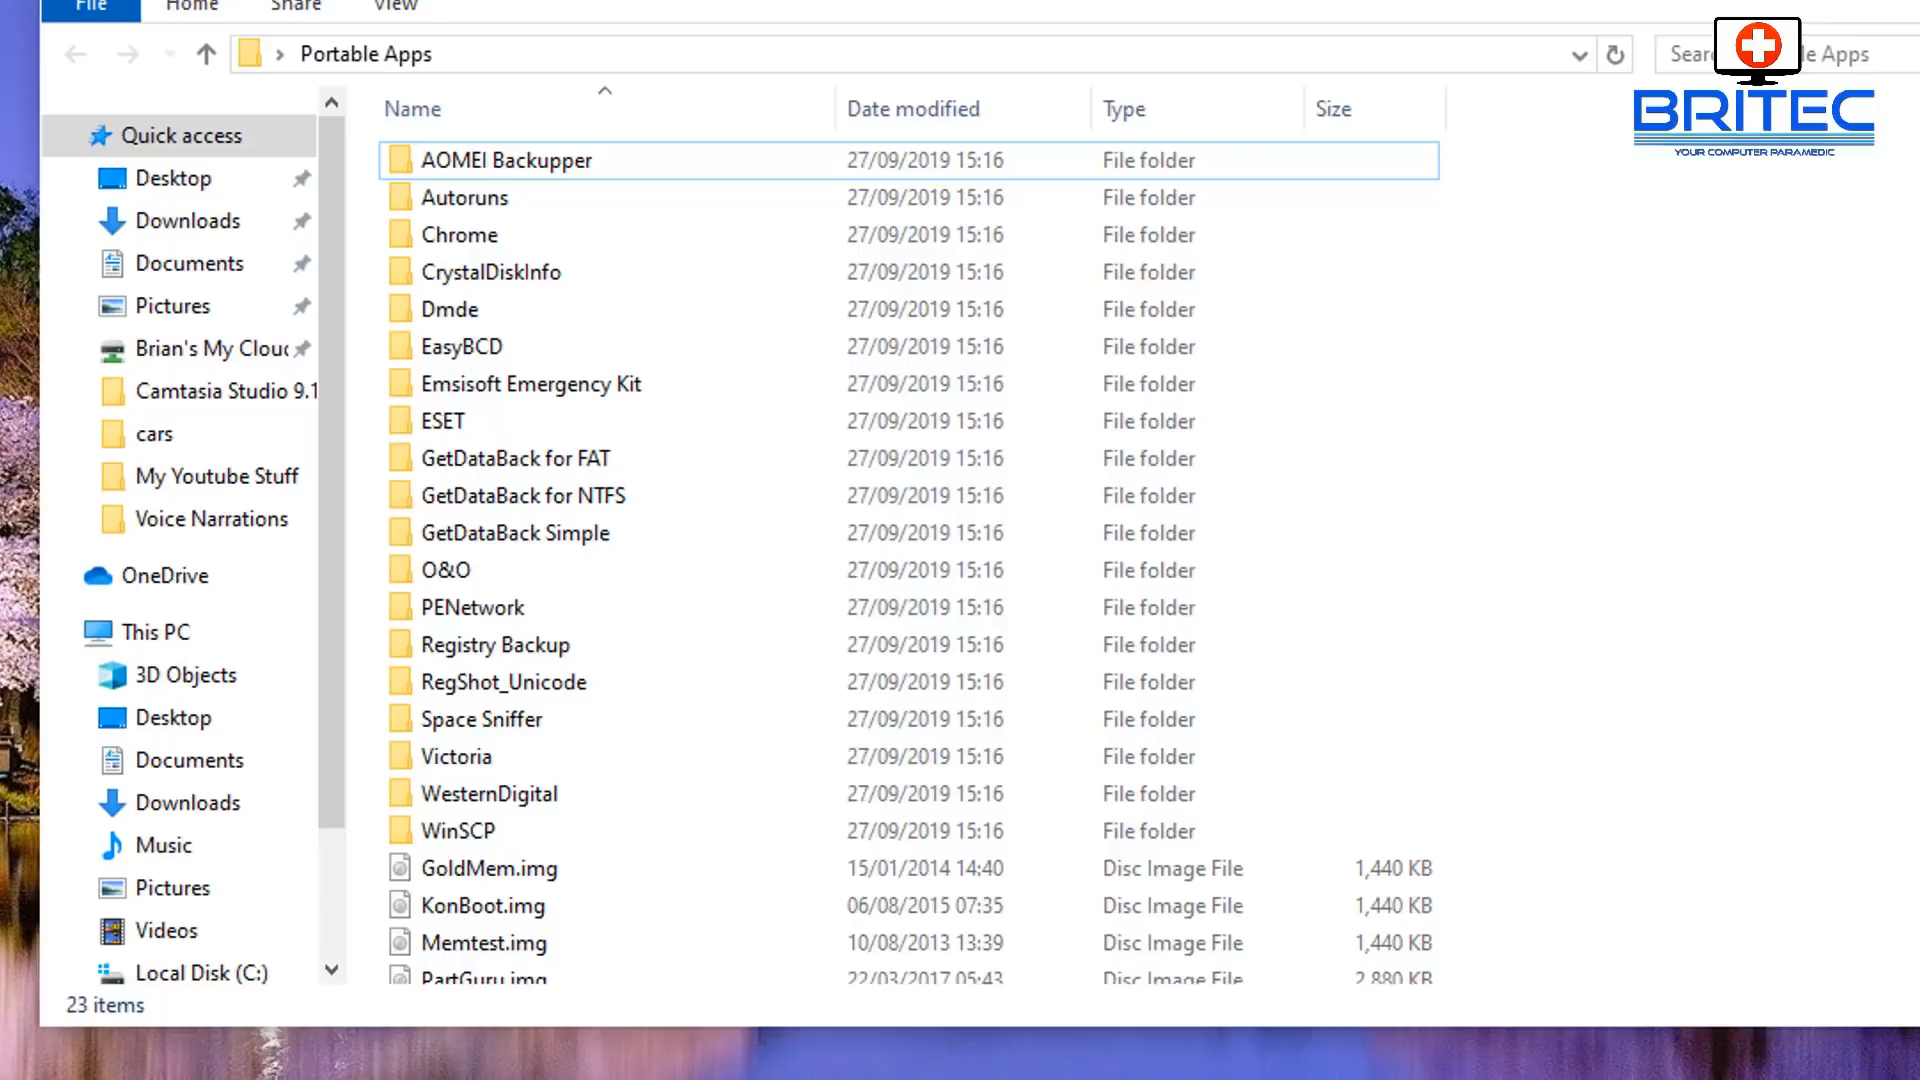 File Home Share View
Portable Apps
Name Date modified Type Size
BRITEC
YOUR COMPUTER PARAMEDIC
Quick access
Desktop
Downloads
Documents
Pictures
Brian's My Clou
Camtasia Studio 9.1
cars
My Youtube Stuff
Voice Narrations
OneDrive
This PC
3D Objects
Desktop
Documents
Downloads
Music
Pictures
Videos
Local Disk (C:)
AOMEI Backupper 27/09/2019 15:16 File folder
Autoruns 27/09/2019 15:16 File folder
Chrome 27/09/2019 15:16 File folder
CrystalDiskInfo 27/09/2019 15:16 File folder
Dmde 27/09/2019 15:16 File folder
EasyBCD 27/09/2019 15:16 File folder
Emsisoft Emergency Kit 27/09/2019 15:16 File folder
ESET 27/09/2019 15:16 File folder
GetDataBack for FAT 27/09/2019 15:16 File folder
GetDataBack for NTFS 27/09/2019 15:16 File folder
GetDataBack Simple 27/09/2019 15:16 File folder
O&O 27/09/2019 15:16 File folder
PENetwork 27/09/2019 15:16 File folder
Registry Backup 27/09/2019 15:16 File folder
RegShot_Unicode 27/09/2019 15:16 File folder
Space Sniffer 27/09/2019 15:16 File folder
Victoria 27/09/2019 15:16 File folder
WesternDigital 27/09/2019 15:16 File folder
WinSCP 27/09/2019 15:16 File folder
GoldMem.img 15/01/2014 14:40 Disc Image File 1,440 KB
KonBoot.img 06/08/2015 07:35 Disc Image File 1,440 KB
Memtest.img 10/08/2013 13:39 Disc Image File 1,440 KB
PartGuru.img 22/03/2017 05:43 Disc Image File 2,880 KB
23 items